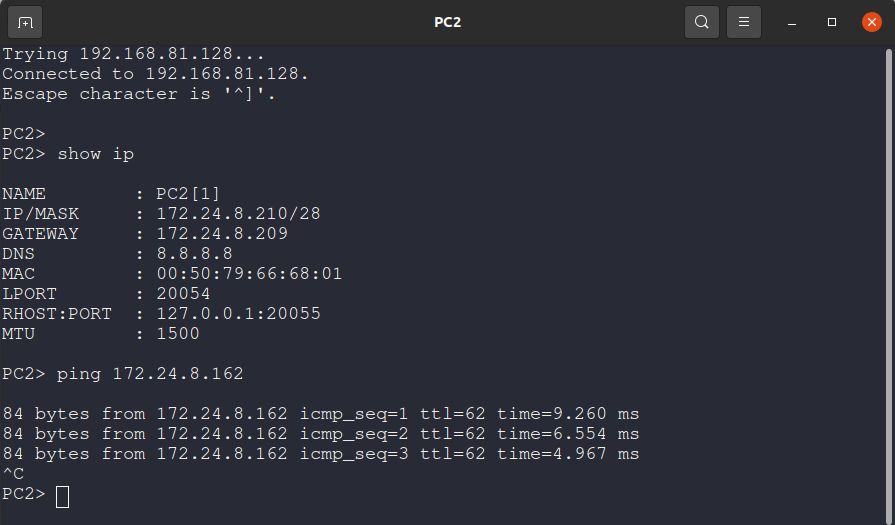 PC2
Trying 192.168.81.128...
Connected to 192.168.81.128.
Escape character is '^]'.
PC2>
PC2> show ip
NAME        : PC2[1]
IP/MASK     : 172.24.8.210/28
GATEWAY     : 172.24.8.209
DNS         : 8.8.8.8
MAC         : 00:50:79:66:68:01
LPORT       : 20054
RHOST:PORT  : 127.0.0.1:20055
MTU         : 1500
PC2> ping 172.24.8.162
84 bytes from 172.24.8.162 icmp_seq=1 ttl=62 time=9.260 ms
84 bytes from 172.24.8.162 icmp_seq=2 ttl=62 time=6.554 ms
84 bytes from 172.24.8.162 icmp_seq=3 ttl=62 time=4.967 ms
^C
PC2>